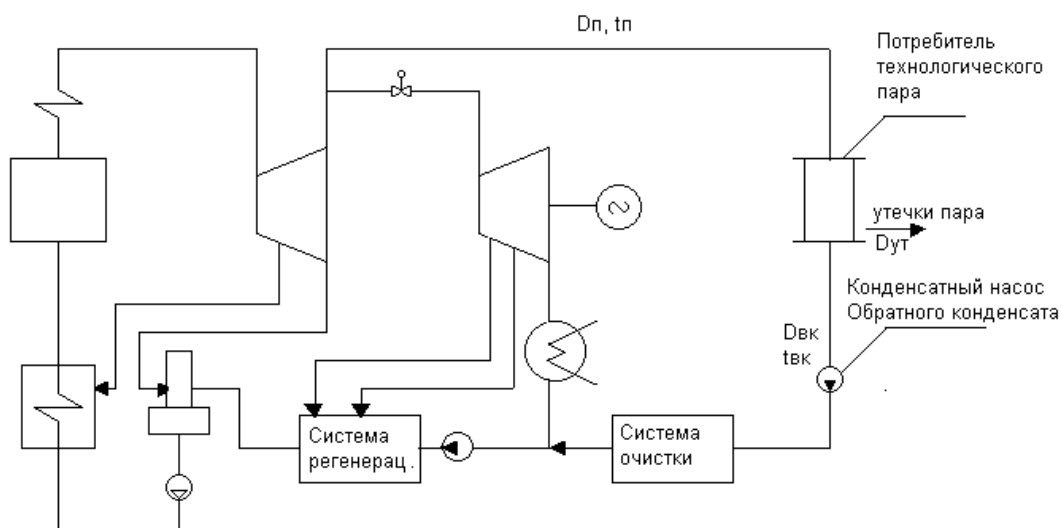 Dп, tп
Потребитель
технологического
пара
утечки пара
Dут
Конденсатный насос
Обратного конденсата
Dвк
tвк
Система
регенерац.
Система
очистки